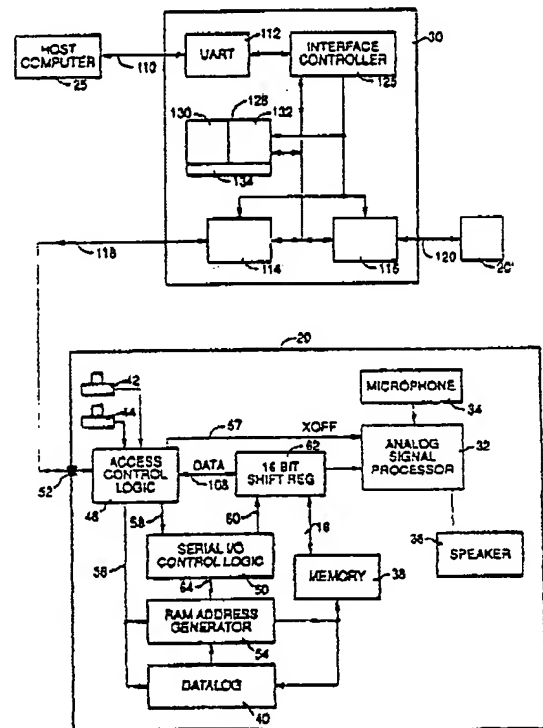 30
HOST
COMPUTER
25
110
UART
112
INTERFACE
CONTROLLER
125
130
128
132
134
118
114
116
120
20'
20
42
44
MICROPHONE
34
57
XOFF
62
ANALOG
SIGNAL
PROCESSOR
32
52
ACCESS
CONTROL
LOGIC
48
DATA
108
16 BIT
SHIFT REG
58
60
16
56
SERIAL I/O
CONTROL LOGIC
50
MEMORY
38
SPEAKER
36
64
RAM ADDRESS
GENERATOR
54
DATALOG
40